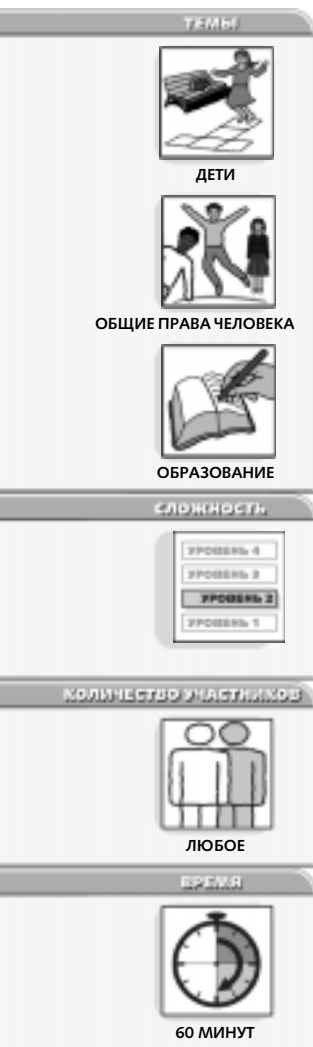 ТЕМЫ
ДЕТИ
ОБЩИЕ ПРАВА ЧЕЛОВЕКА
ОБРАЗОВАНИЕ
СЛОЖНОСТЬ
УРОВЕНЬ 4
УРОВЕНЬ 3
УРОВЕНЬ 2
УРОВЕНЬ 1
КОЛИЧЕСТВО УЧАСТНИКОВ
ЛЮБОЕ
ВРЕМЯ
60 МИНУТ